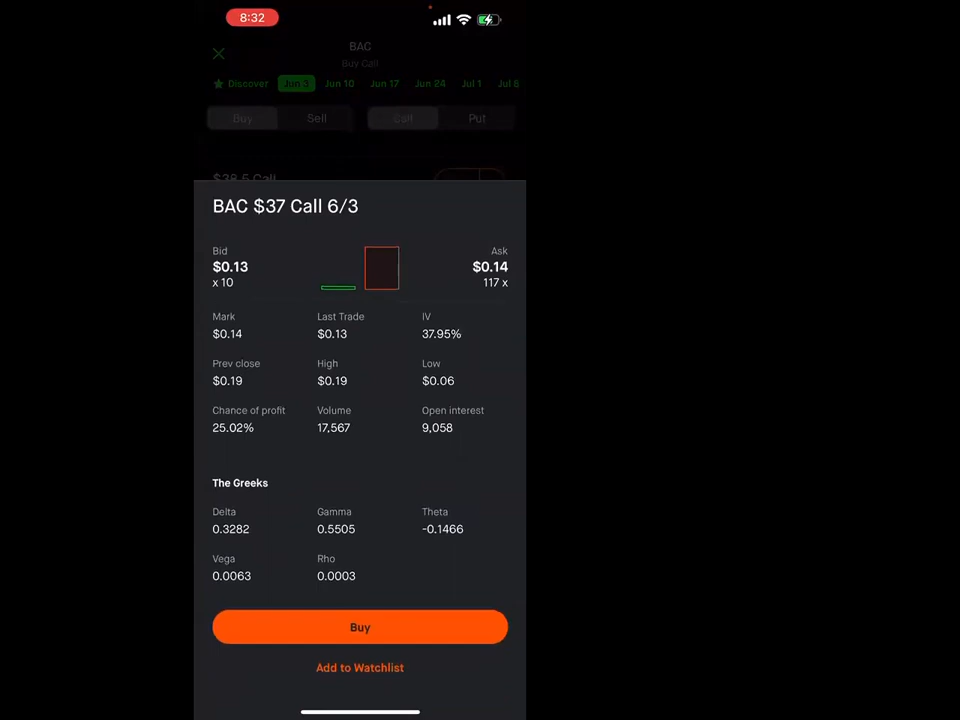 8:32
BAC
Buy Call
Discover Jun 3 Jun 10 Jun 17 Jun 24 Jul 1 Jul 8
Buy Sell Call Put
$38.5 Call
BAC $37 Call 6/3
Bid Ask
$0.13 $0.14
x 10 117 x
Mark Last Trade IV
$0.14 $0.13 37.95%
Prev close High Low
$0.19 $0.19 $0.06
Chance of profit Volume Open interest
25.02% 17,567 9,058
The Greeks
Delta Gamma Theta
0.3282 0.5505 -0.1466
Vega Rho
0.0063 0.0003
Buy
Add to Watchlist